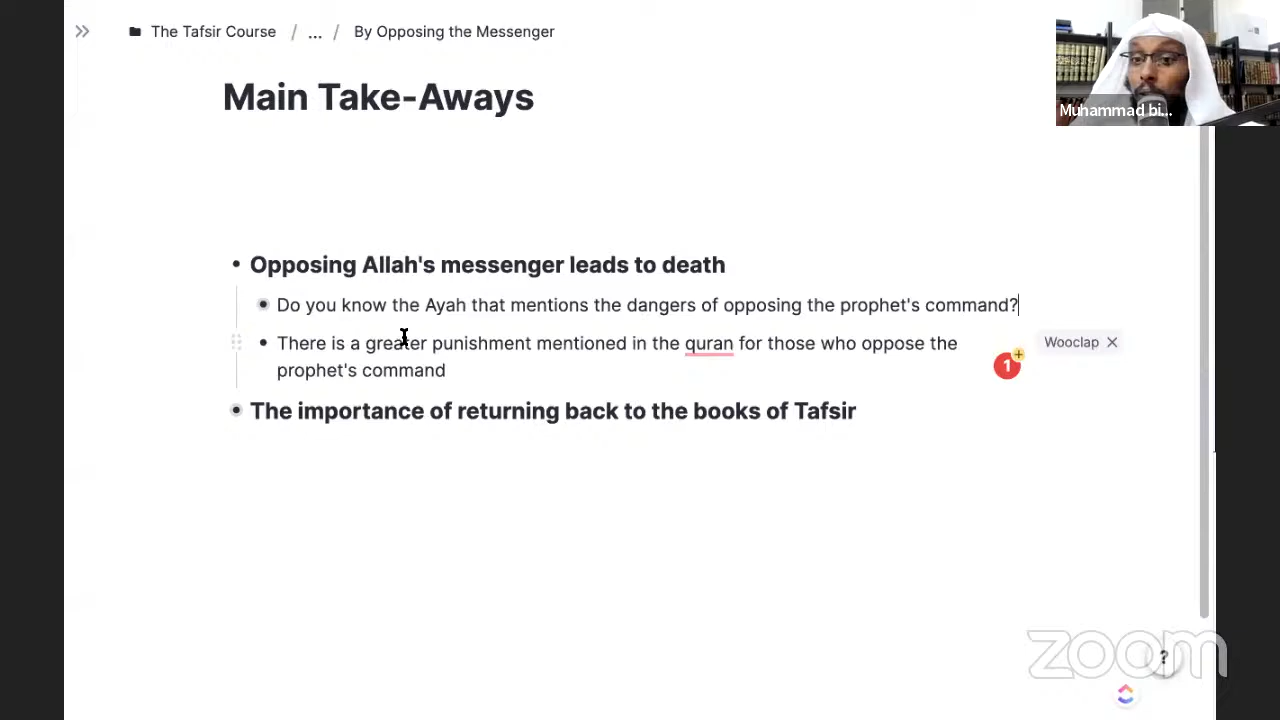 The Tafsir Course / ... / By Opposing the Messenger
Muhammad bi...
Main Take-Aways
Opposing Allah's messenger leads to death
Do you know the Ayah that mentions the dangers of opposing the prophet's command?
There is a greater punishment mentioned in the quran for those who oppose the
prophet's command
Wooclap
1
The importance of returning back to the books of Tafsir
zoom
?